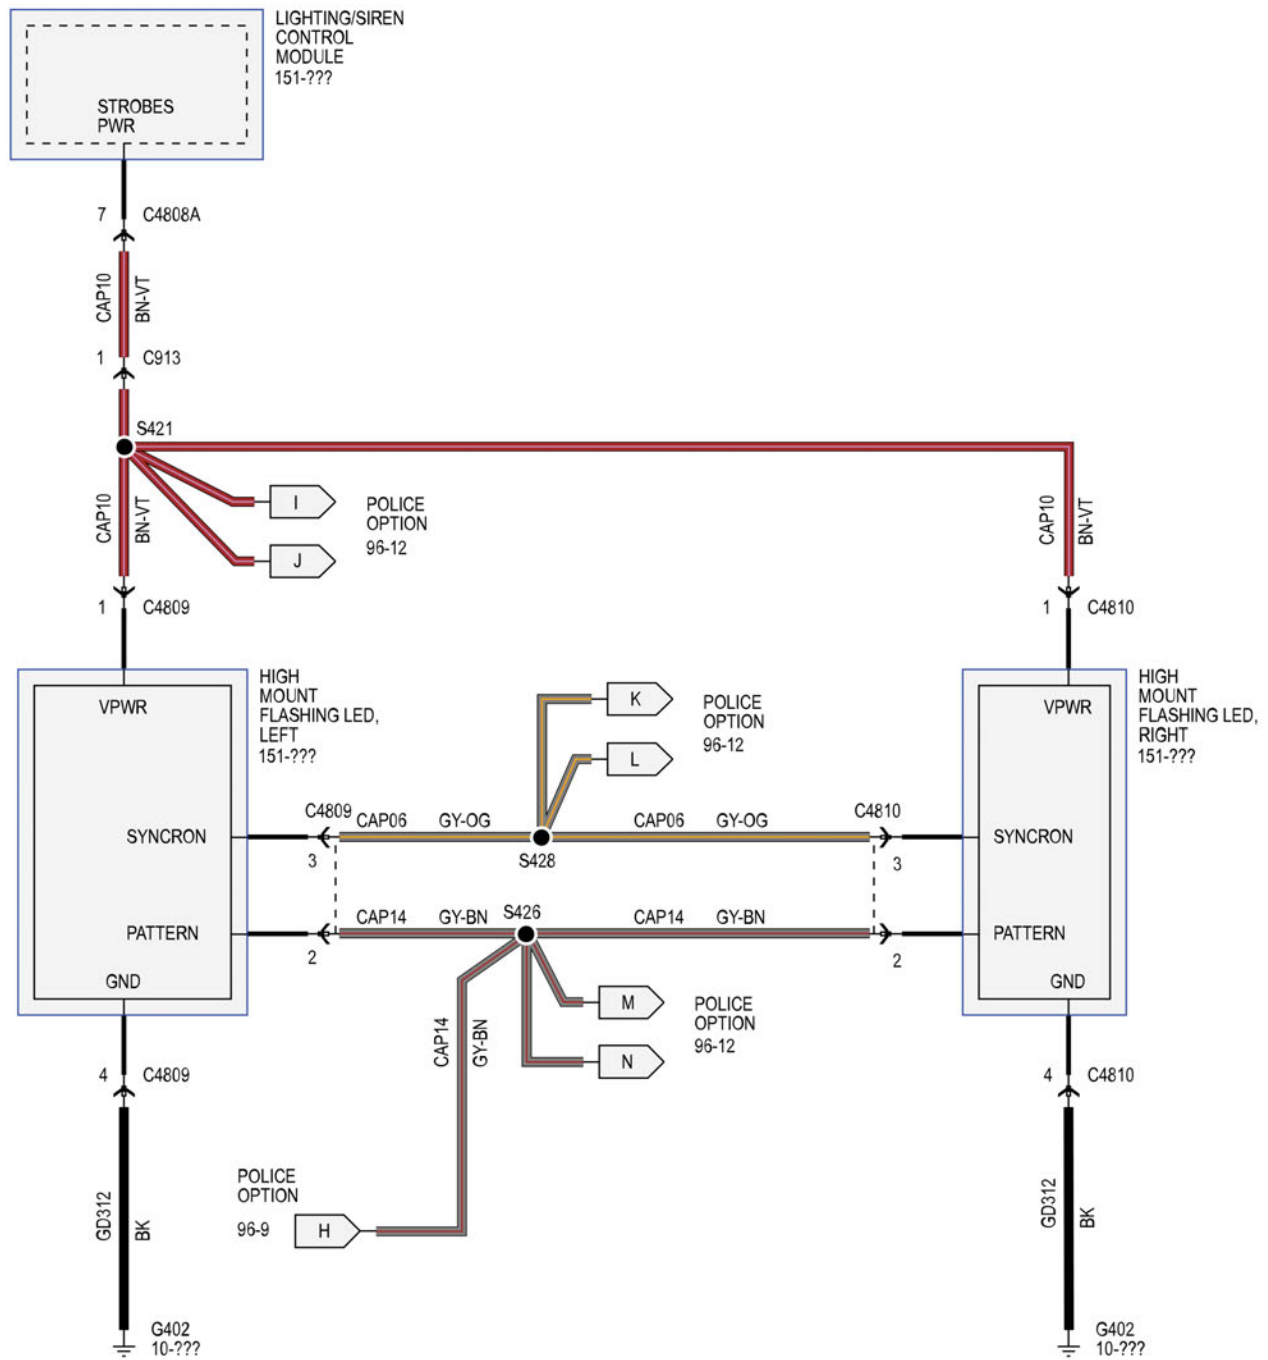 LIGHTING/SIREN
CONTROL
MODULE
151-???
STROBES
PWR
7 C4808A
CAP10 BN-VT
1 C913
S421
CAP10 BN-VT
I
J
POLICE
OPTION
96-12
CAP10 BN-VT
1 C4809
1 C4810
HIGH
MOUNT
FLASHING LED,
LEFT
151-???
VPWR
K
L
POLICE
OPTION
96-12
HIGH
MOUNT
FLASHING LED,
RIGHT
151-???
VPWR
SYNCRON
C4809
3
CAP06 GY-OG
S428
CAP06 GY-OG
C4810
3
SYNCRON
PATTERN
2
CAP14 GY-BN
S426
CAP14 GY-BN
2
PATTERN
GND
GND
M
N
POLICE
OPTION
96-12
CAP14 GY-BN
4 C4809
4 C4810
POLICE
OPTION
96-9
H
GD312 BK
GD312 BK
G402
10-???
G402
10-???